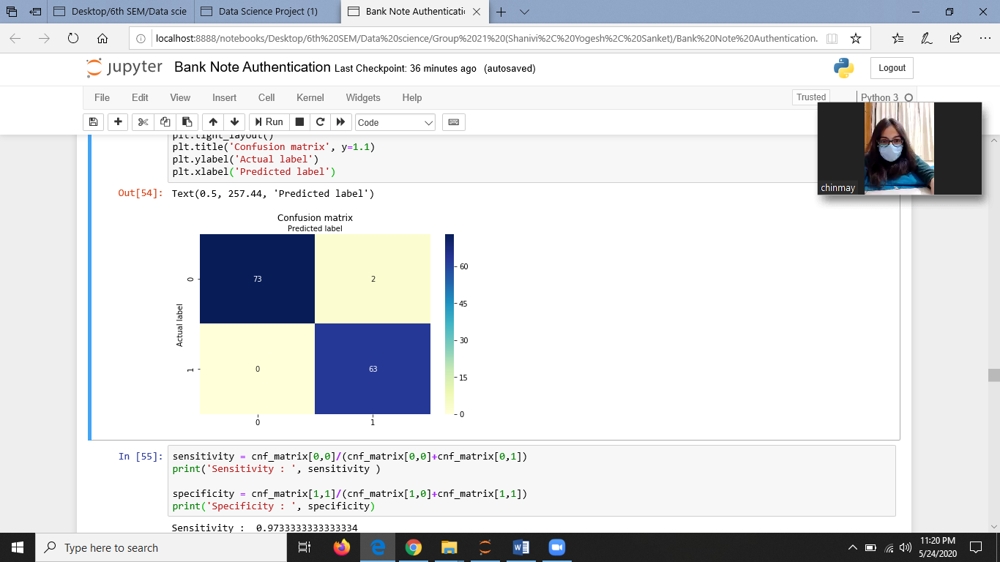 Desktop/6th SEM/Data scie
Data Science Project (1)
Bank Note Authenticati
localhost:8888/notebooks/Desktop/6th%20SEM/Data%20science/Group%2021%20(Shanivi%2C%20Yogesh%2C%20Sanket)/Bank%20Note%20Authentication.
jupyter Bank Note Authentication Last Checkpoint: 36 minutes ago (autosaved)
Logout
File Edit View Insert Cell Kernel Widgets Help
Trusted
Python 3
Run
Code
plt.tight_layout()
plt.title('Confusion matrix', y=1.1)
plt.ylabel('Actual label')
plt.xlabel('Predicted label')
chinmay
Out[54]: Text(0.5, 257.44, 'Predicted label')
Confusion matrix
Predicted label
73 2
0 63
0
1
Actual label
0 1
60
45
30
15
0
In [55]: sensitivity = cnf_matrix[0,0]/(cnf_matrix[0,0]+cnf_matrix[0,1])
print('Sensitivity : ', sensitivity )
specificity = cnf_matrix[1,1]/(cnf_matrix[1,0]+cnf_matrix[1,1])
print('Specificity : ', specificity)
Sensitivity :  0.9733333333333334
Type here to search
11:20 PM
5/24/2020